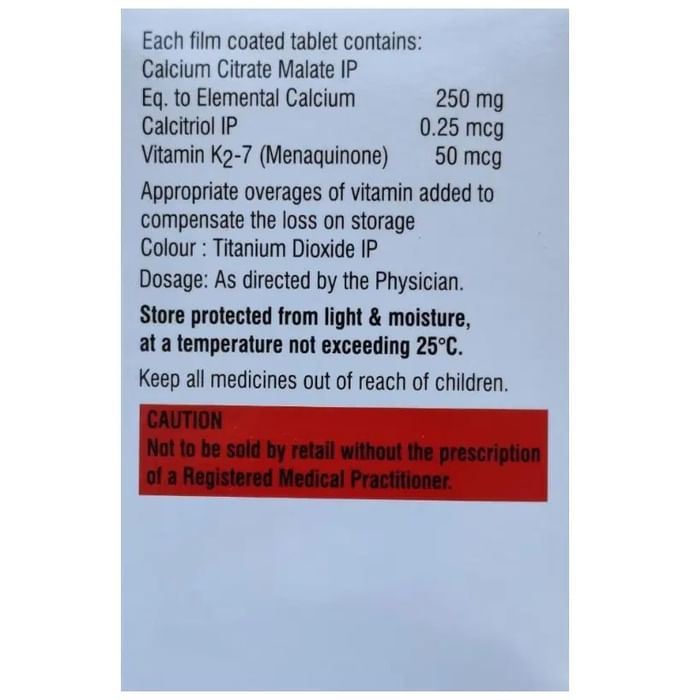 Each film coated tablet contains:
Calcium Citrate Malate IP
Eq. to Elemental Calcium 250 mg
Calcitriol IP 0.25 mcg
Vitamin K2-7 (Menaquinone) 50 mcg
Appropriate overages of vitamin added to
compensate the loss on storage
Colour : Titanium Dioxide IP
Dosage: As directed by the Physician.
Store protected from light & moisture,
at a temperature not exceeding 25°C.
Keep all medicines out of reach of children.
CAUTION
Not to be sold by retail without the prescription
of a Registered Medical Practitioner.